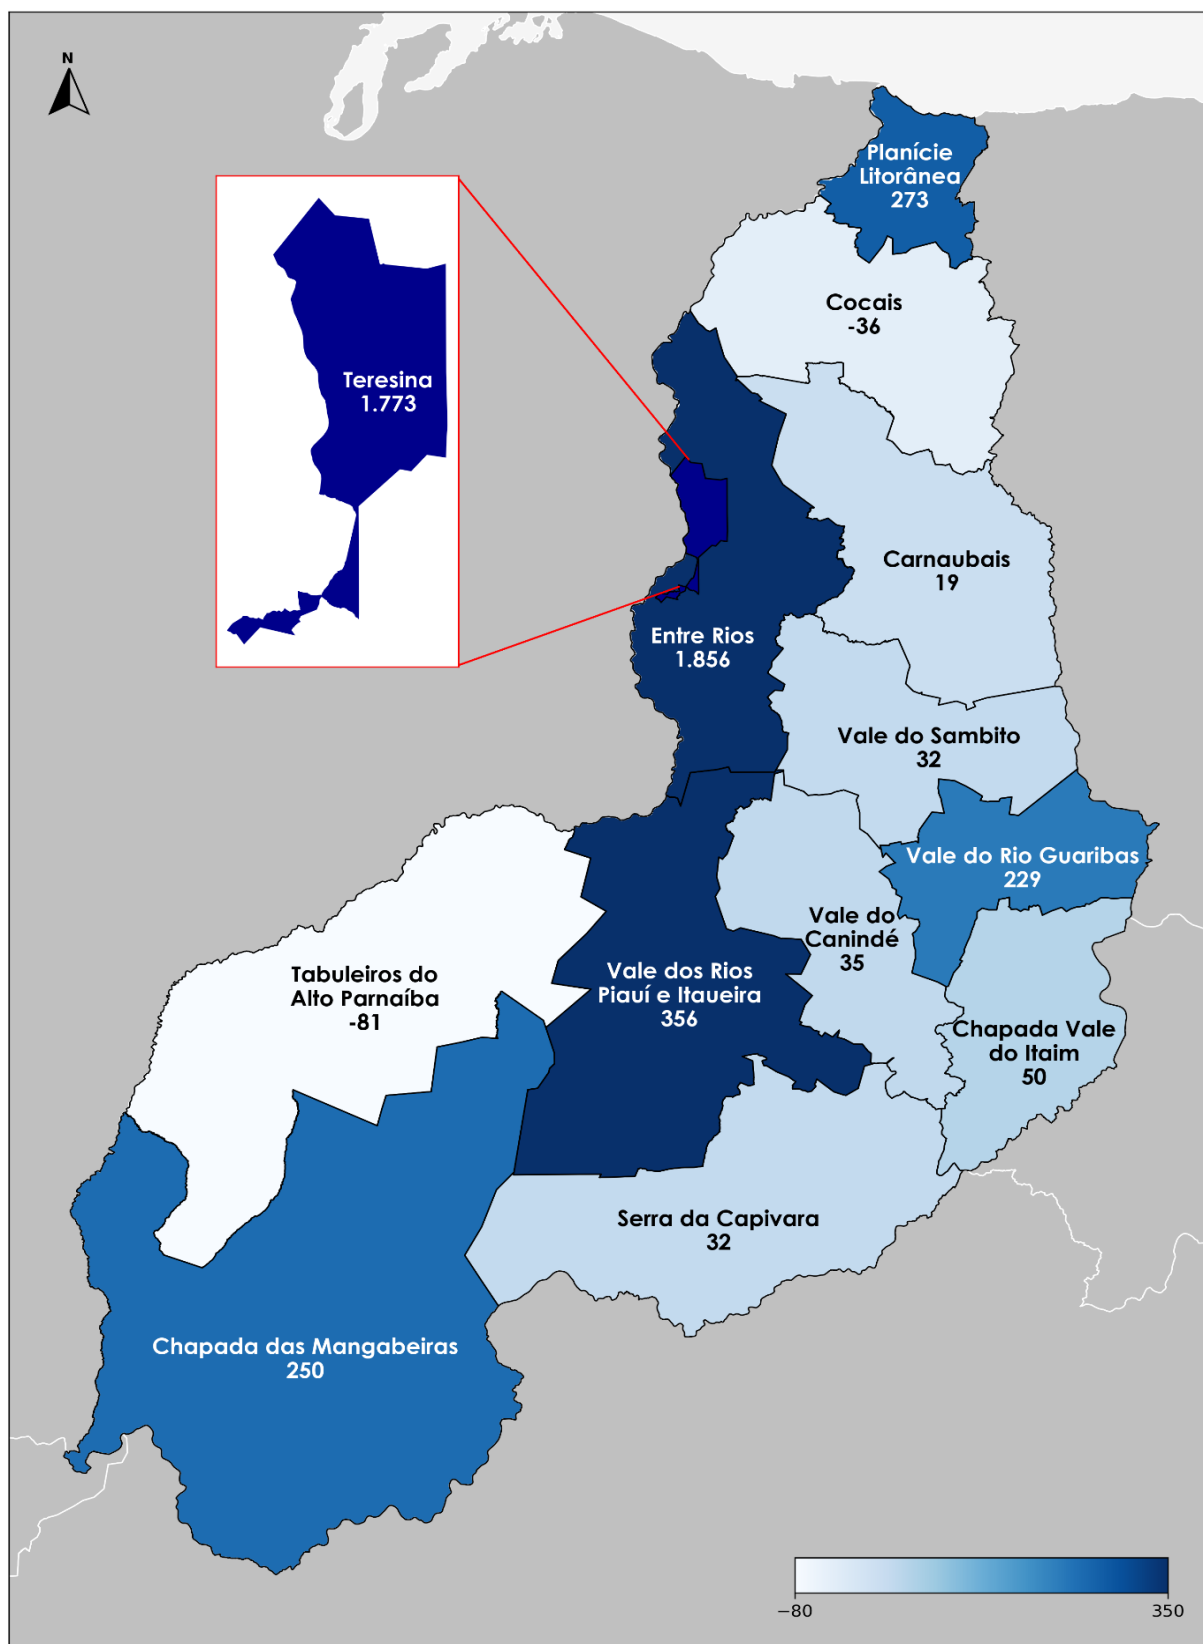 N
Planície
Litorânea
273
Cocais
-36
Teresina
1.773
Carnaubais
19
Entre Rios
1.856
Vale do Sambito
32
Vale do Rio Guaribas
229
Vale do
Canindé
35
Tabuleiros do
Alto Parnaíba
-81
Vale dos Rios
Piauí e Itaueira
356
Chapada Vale
do Itaim
50
Serra da Capivara
32
Chapada das Mangabeiras
250
−80
350